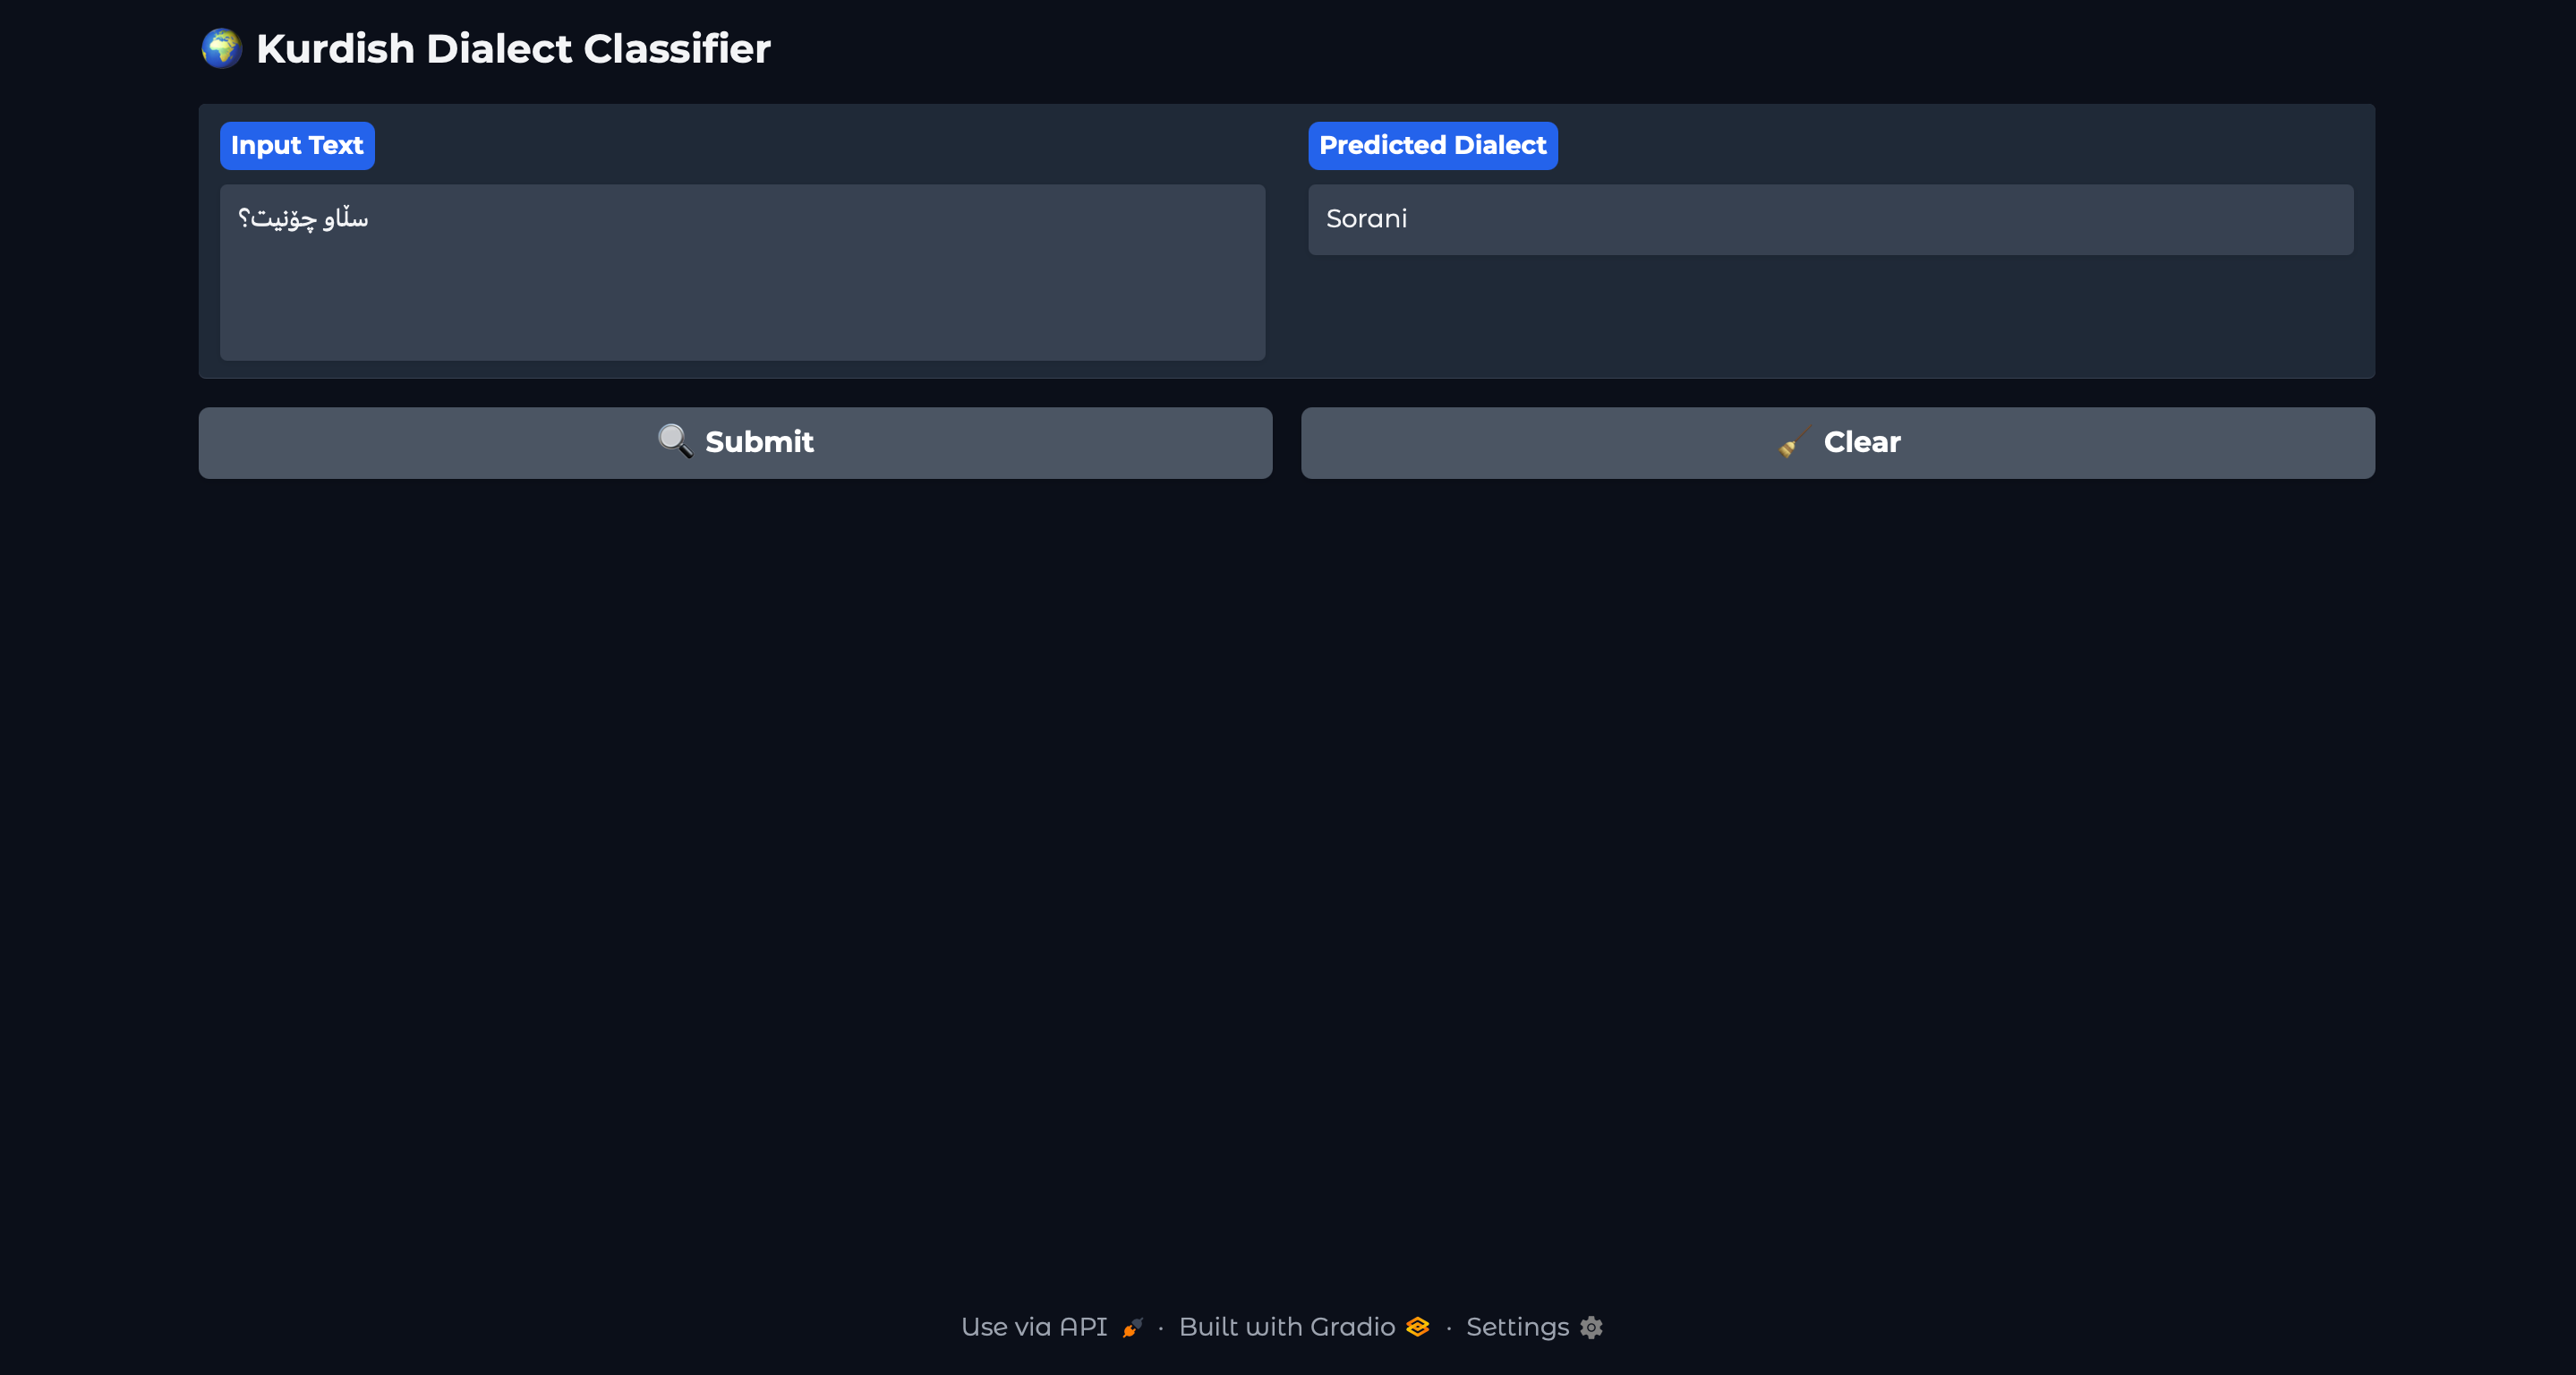 🌍 Kurdish Dialect Classifier
Input Text
سڵاو چۆنیت؟
Predicted Dialect
Sorani
🔍 Submit
🧹 Clear
Use via API · Built with Gradio · Settings